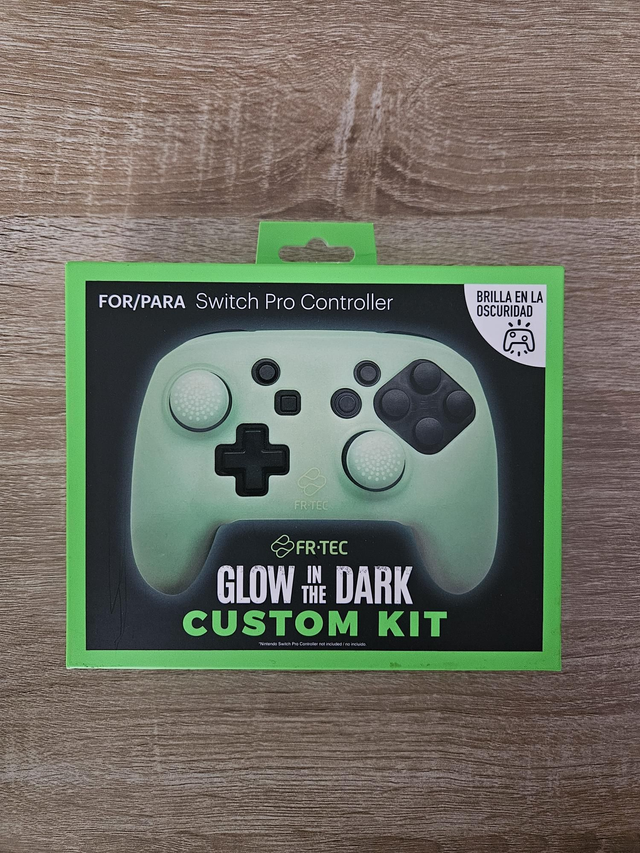 FOR/PARA Switch Pro Controller
BRILLA EN LA
OSCURIDAD
FR·TEC
FR·TEC
GLOW IN THE DARK
CUSTOM KIT
*Nintendo Switch Pro Controller not included / no incluido